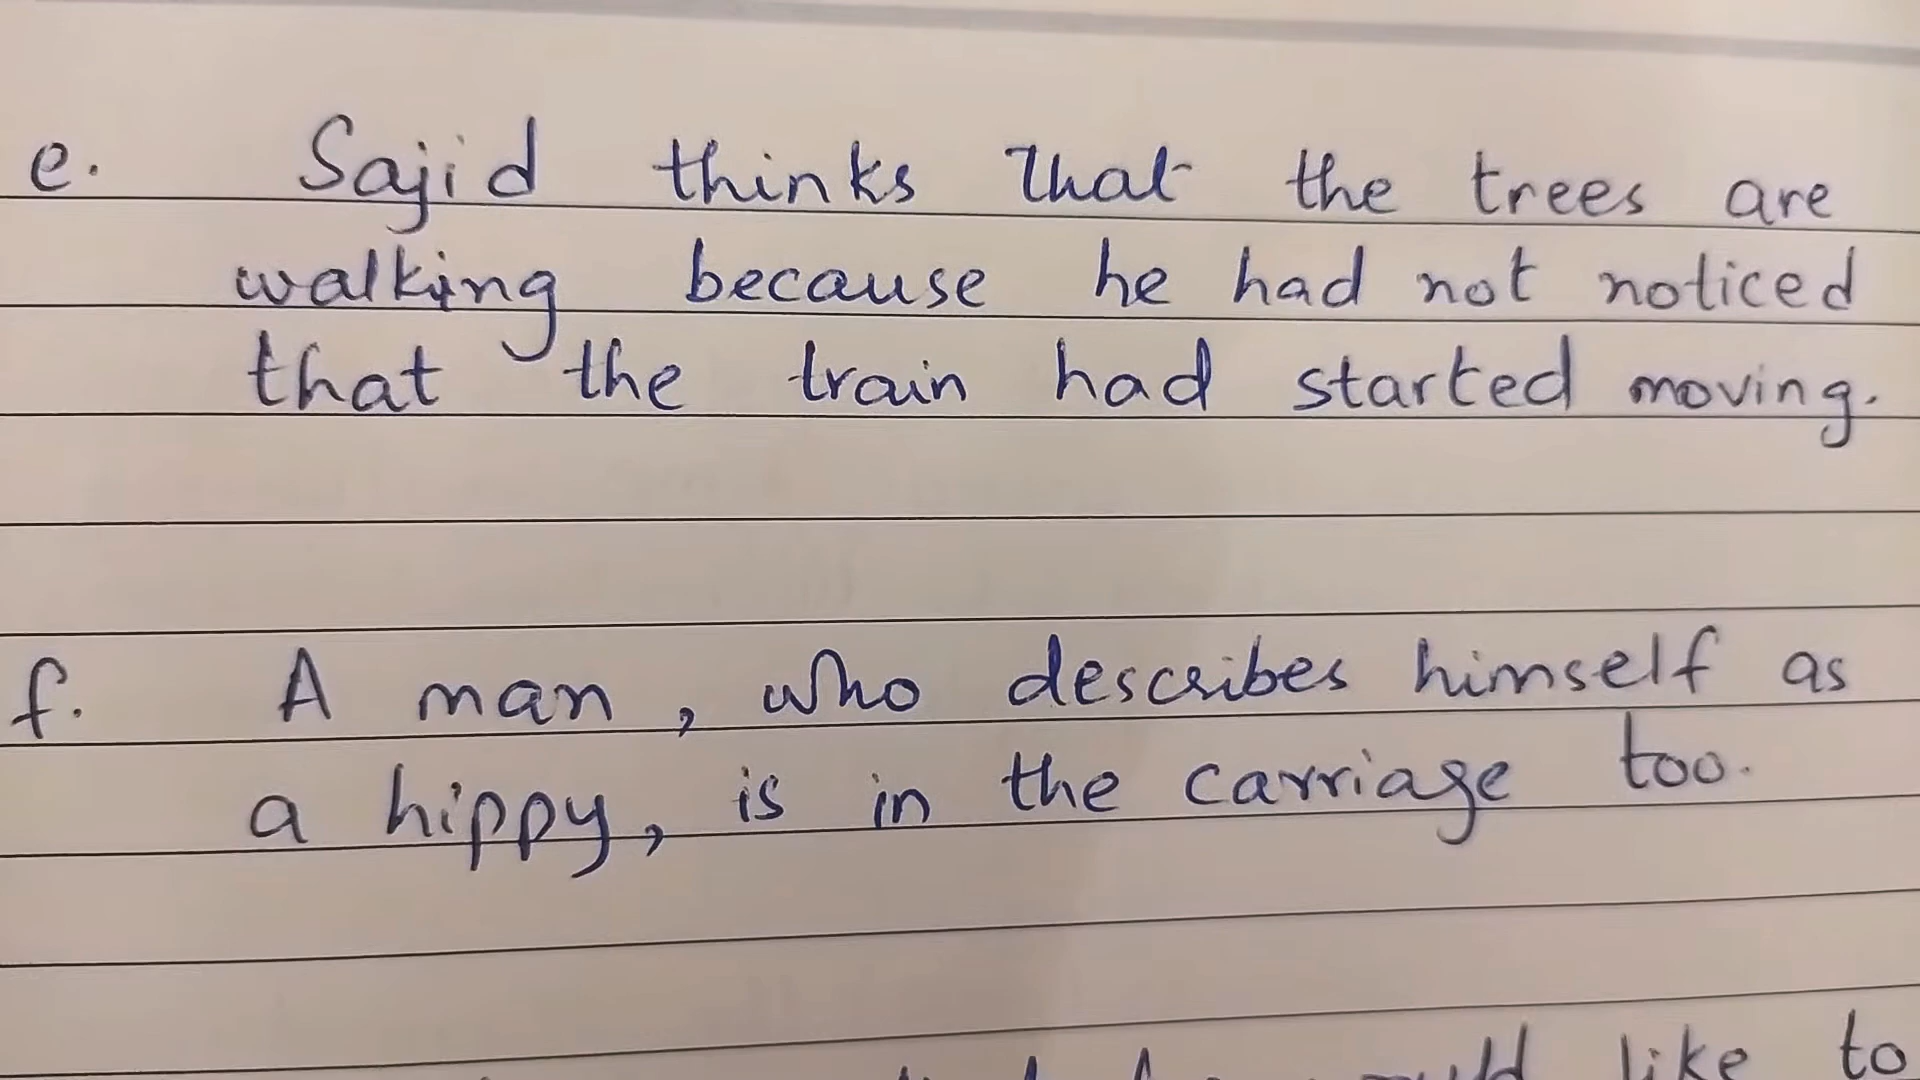 e. Sajid thinks that the trees are
walking because he had not noticed
that the train had started moving.
f. A man, who describes himself as
a hippy, is in the carriage too.
like to